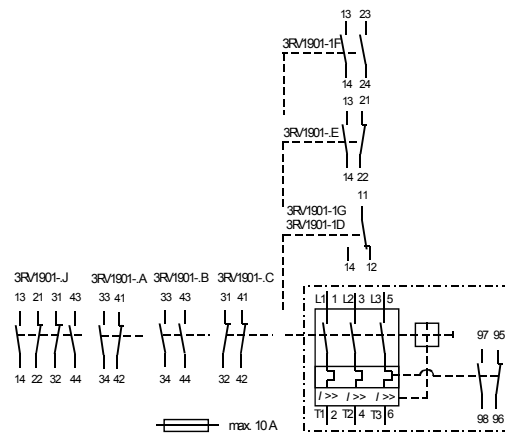 13 23
3RV1901-1F
14 24
13 21
3RV1901-.E
14 22
11
3RV1901-1G
3RV1901-1D
14 12
3RV1901-.J 3RV1901-.A 3RV1901-.B 3RV1901-.C
13 21 31 43 33 41 33 43 31 41
L1 1 L2 3 L3 5
97 95
14 22 32 44 34 42 34 44 32 42
I >> I >> I >>
T1 2 T2 4 T3 6
98 96
max. 10 A